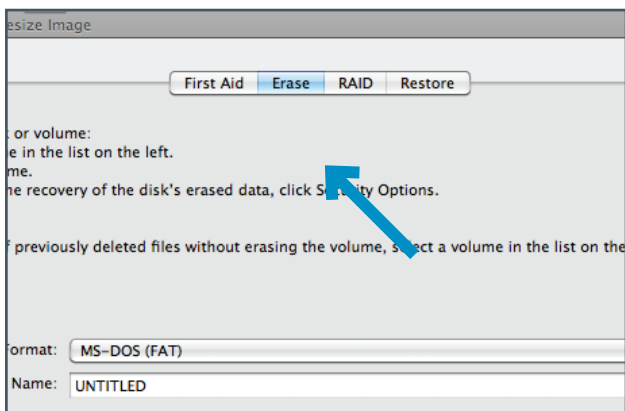 esize Image
First Aid Erase RAID Restore
or volume:
e in the list on the left.
me.
he recovery of the disk's erased data, click Security Options.
previously deleted files without erasing the volume, select a volume in the list on the
Format: MS-DOS (FAT)
Name: UNTITLED